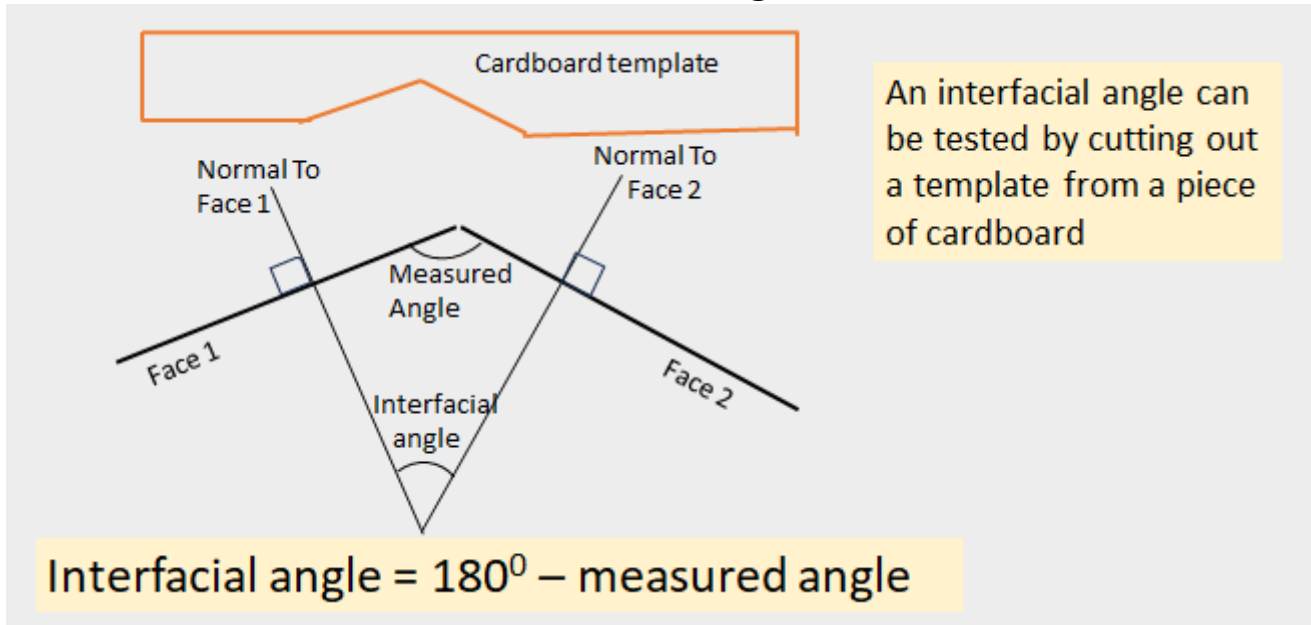 Cardboard template
An interfacial angle can
be tested by cutting out
a template from a piece
of cardboard
Normal To
Face 1
Normal To
Face 2
Measured
Angle
Face 1
Face 2
Interfacial
angle
Interfacial angle = 180⁰ – measured angle